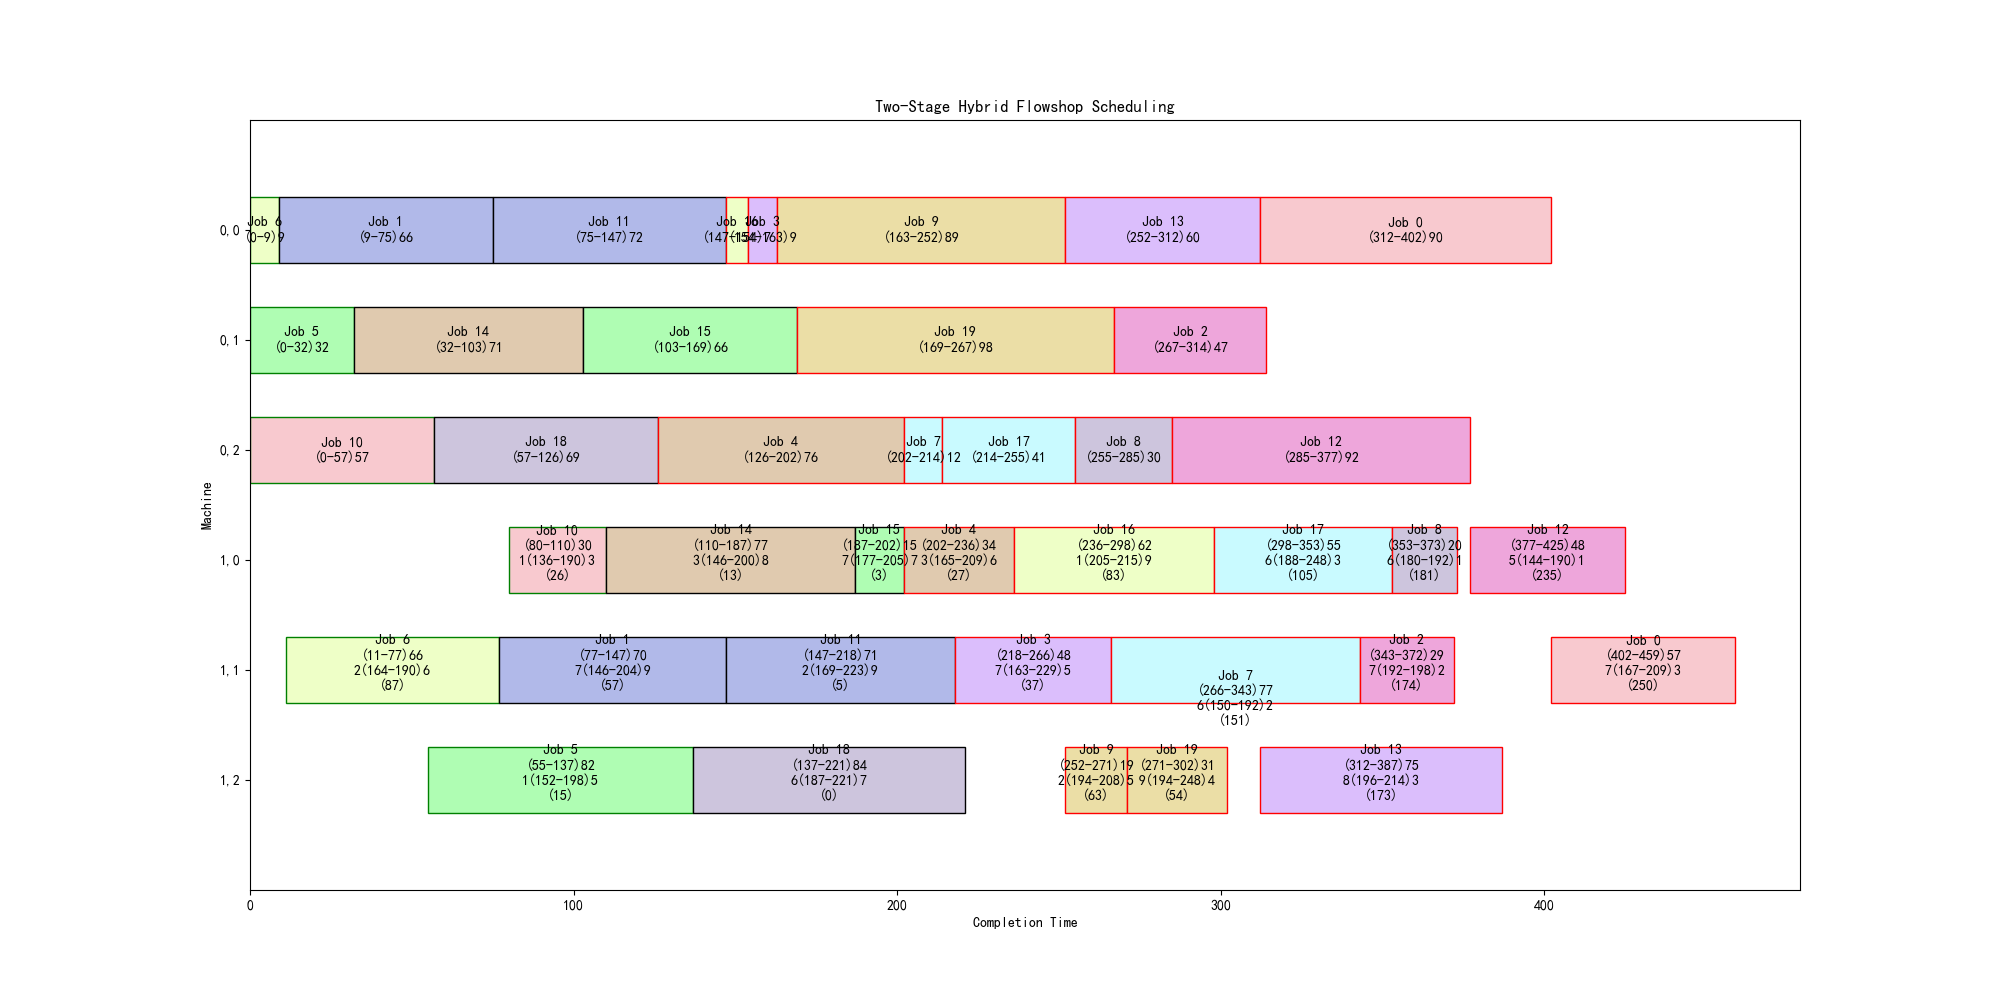 Two-Stage Hybrid Flowshop Scheduling
Machine
0,0
Job 6
(0-9)9
Job 1
(9-75)66
Job 11
(75-147)72
Job 16
(147-154)7
Job 3
(154-163)9
Job 9
(163-252)89
Job 13
(252-312)60
Job 0
(312-402)90
0,1
Job 5
(0-32)32
Job 14
(32-103)71
Job 15
(103-169)66
Job 19
(169-267)98
Job 2
(267-314)47
0,2
Job 10
(0-57)57
Job 18
(57-126)69
Job 4
(126-202)76
Job 7
(202-214)12
Job 17
(214-255)41
Job 8
(255-285)30
Job 12
(285-377)92
1,0
Job 10
(80-110)30
1(136-190)3
(26)
Job 14
(110-187)77
3(146-200)8
(13)
Job 15
(187-202)15
7(177-205)7
(3)
Job 4
(202-236)34
3(165-209)6
(27)
Job 16
(236-298)62
1(205-215)9
(83)
Job 17
(298-353)55
6(188-248)3
(105)
Job 8
(353-373)20
6(180-192)1
(181)
Job 12
(377-425)48
5(144-190)1
(235)
1,1
Job 6
(11-77)66
2(164-190)6
(87)
Job 1
(77-147)70
7(146-204)9
(57)
Job 11
(147-218)71
2(169-223)9
(5)
Job 3
(218-266)48
7(163-229)5
(37)
Job 7
(266-343)77
6(150-192)2
(151)
Job 2
(343-372)29
7(192-198)2
(174)
Job 0
(402-459)57
7(167-209)3
(250)
1,2
Job 5
(55-137)82
1(152-198)5
(15)
Job 18
(137-221)84
6(187-221)7
(0)
Job 9
(252-271)19
2(194-208)5
(63)
Job 19
(271-302)31
9(194-248)4
(54)
Job 13
(312-387)75
8(196-214)3
(173)
0
100
200
300
400
Completion Time